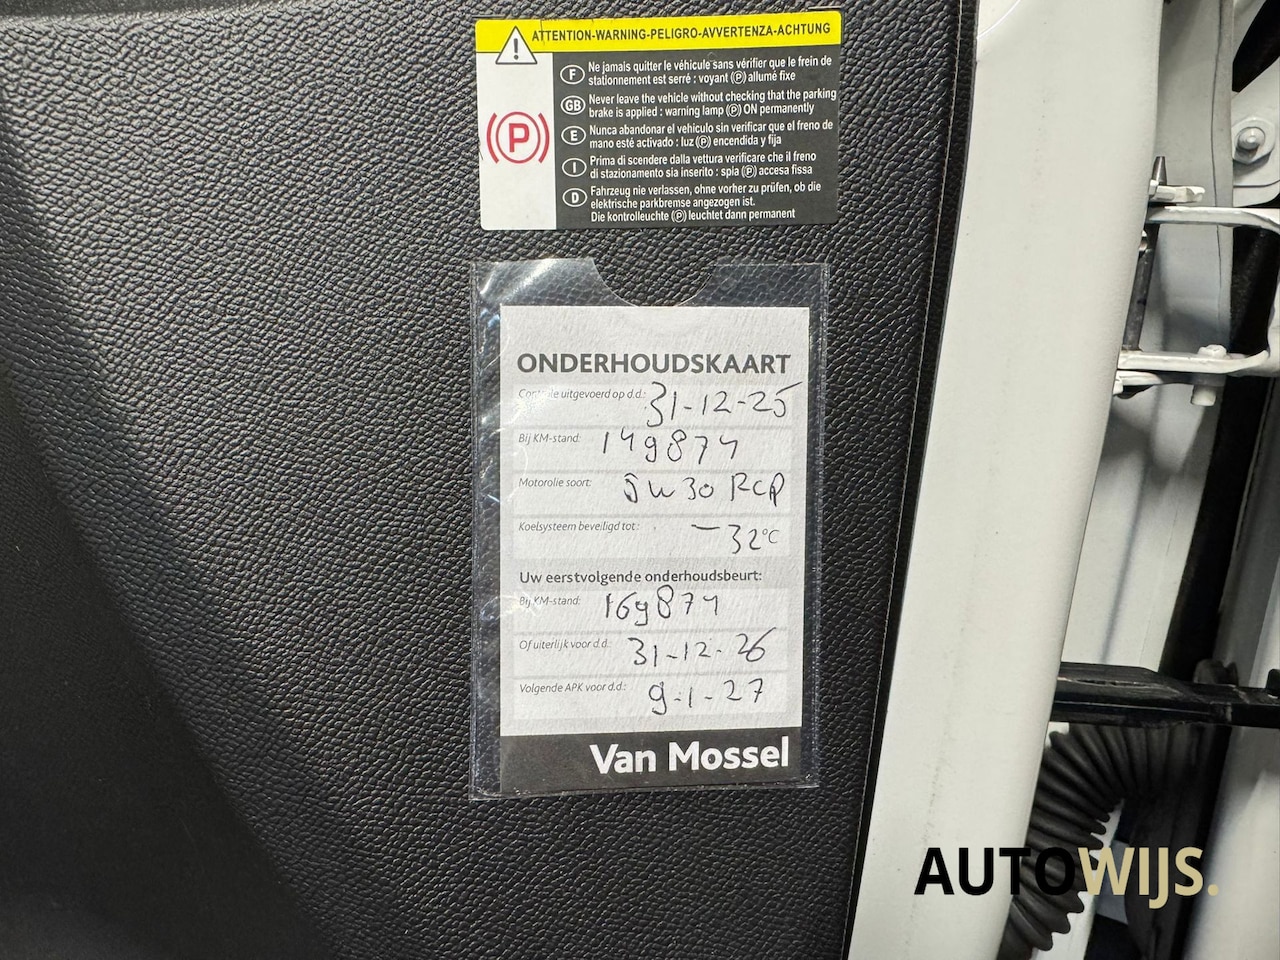 ATTENTION-WARNING-PELIGRO-AVVERTENZA-ACHTUNG
(P)
F Ne jamais quitter le véhicule sans vérifier que le frein de
stationnement est serré : voyant (P) allumé fixe
GB Never leave the vehicle without checking that the parking
brake is applied : warning lamp (P) ON permanently
E Nunca abandonar el vehiculo sin verificar que el freno de
mano esté activado : luz (P) encendida y fija
I Prima di scendere dalla vettura verificare che il freno
di stazionamento sia inserito : spia (P) accesa fissa
D Fahrzeug nie verlassen, ohne vorher zu prüfen, ob die
elektrische parkbremse angezogen ist.
Die kontrolleuchte (P) leuchtet dann permanent
ONDERHOUDSKAART
Controle uitgevoerd op d.d.: 31-12-25
Bij KM-stand: 149874
Motorolie soort: 5W30 RCP
Koelsysteem beveiligd tot: -32°C
Uw eerstvolgende onderhoudsbeurt:
Bij KM-stand: 169874
Of uiterlijk voor d.d.: 31-12-26
Volgende APK voor d.d.: 9-1-27
Van Mossel
AUTOWIJS.